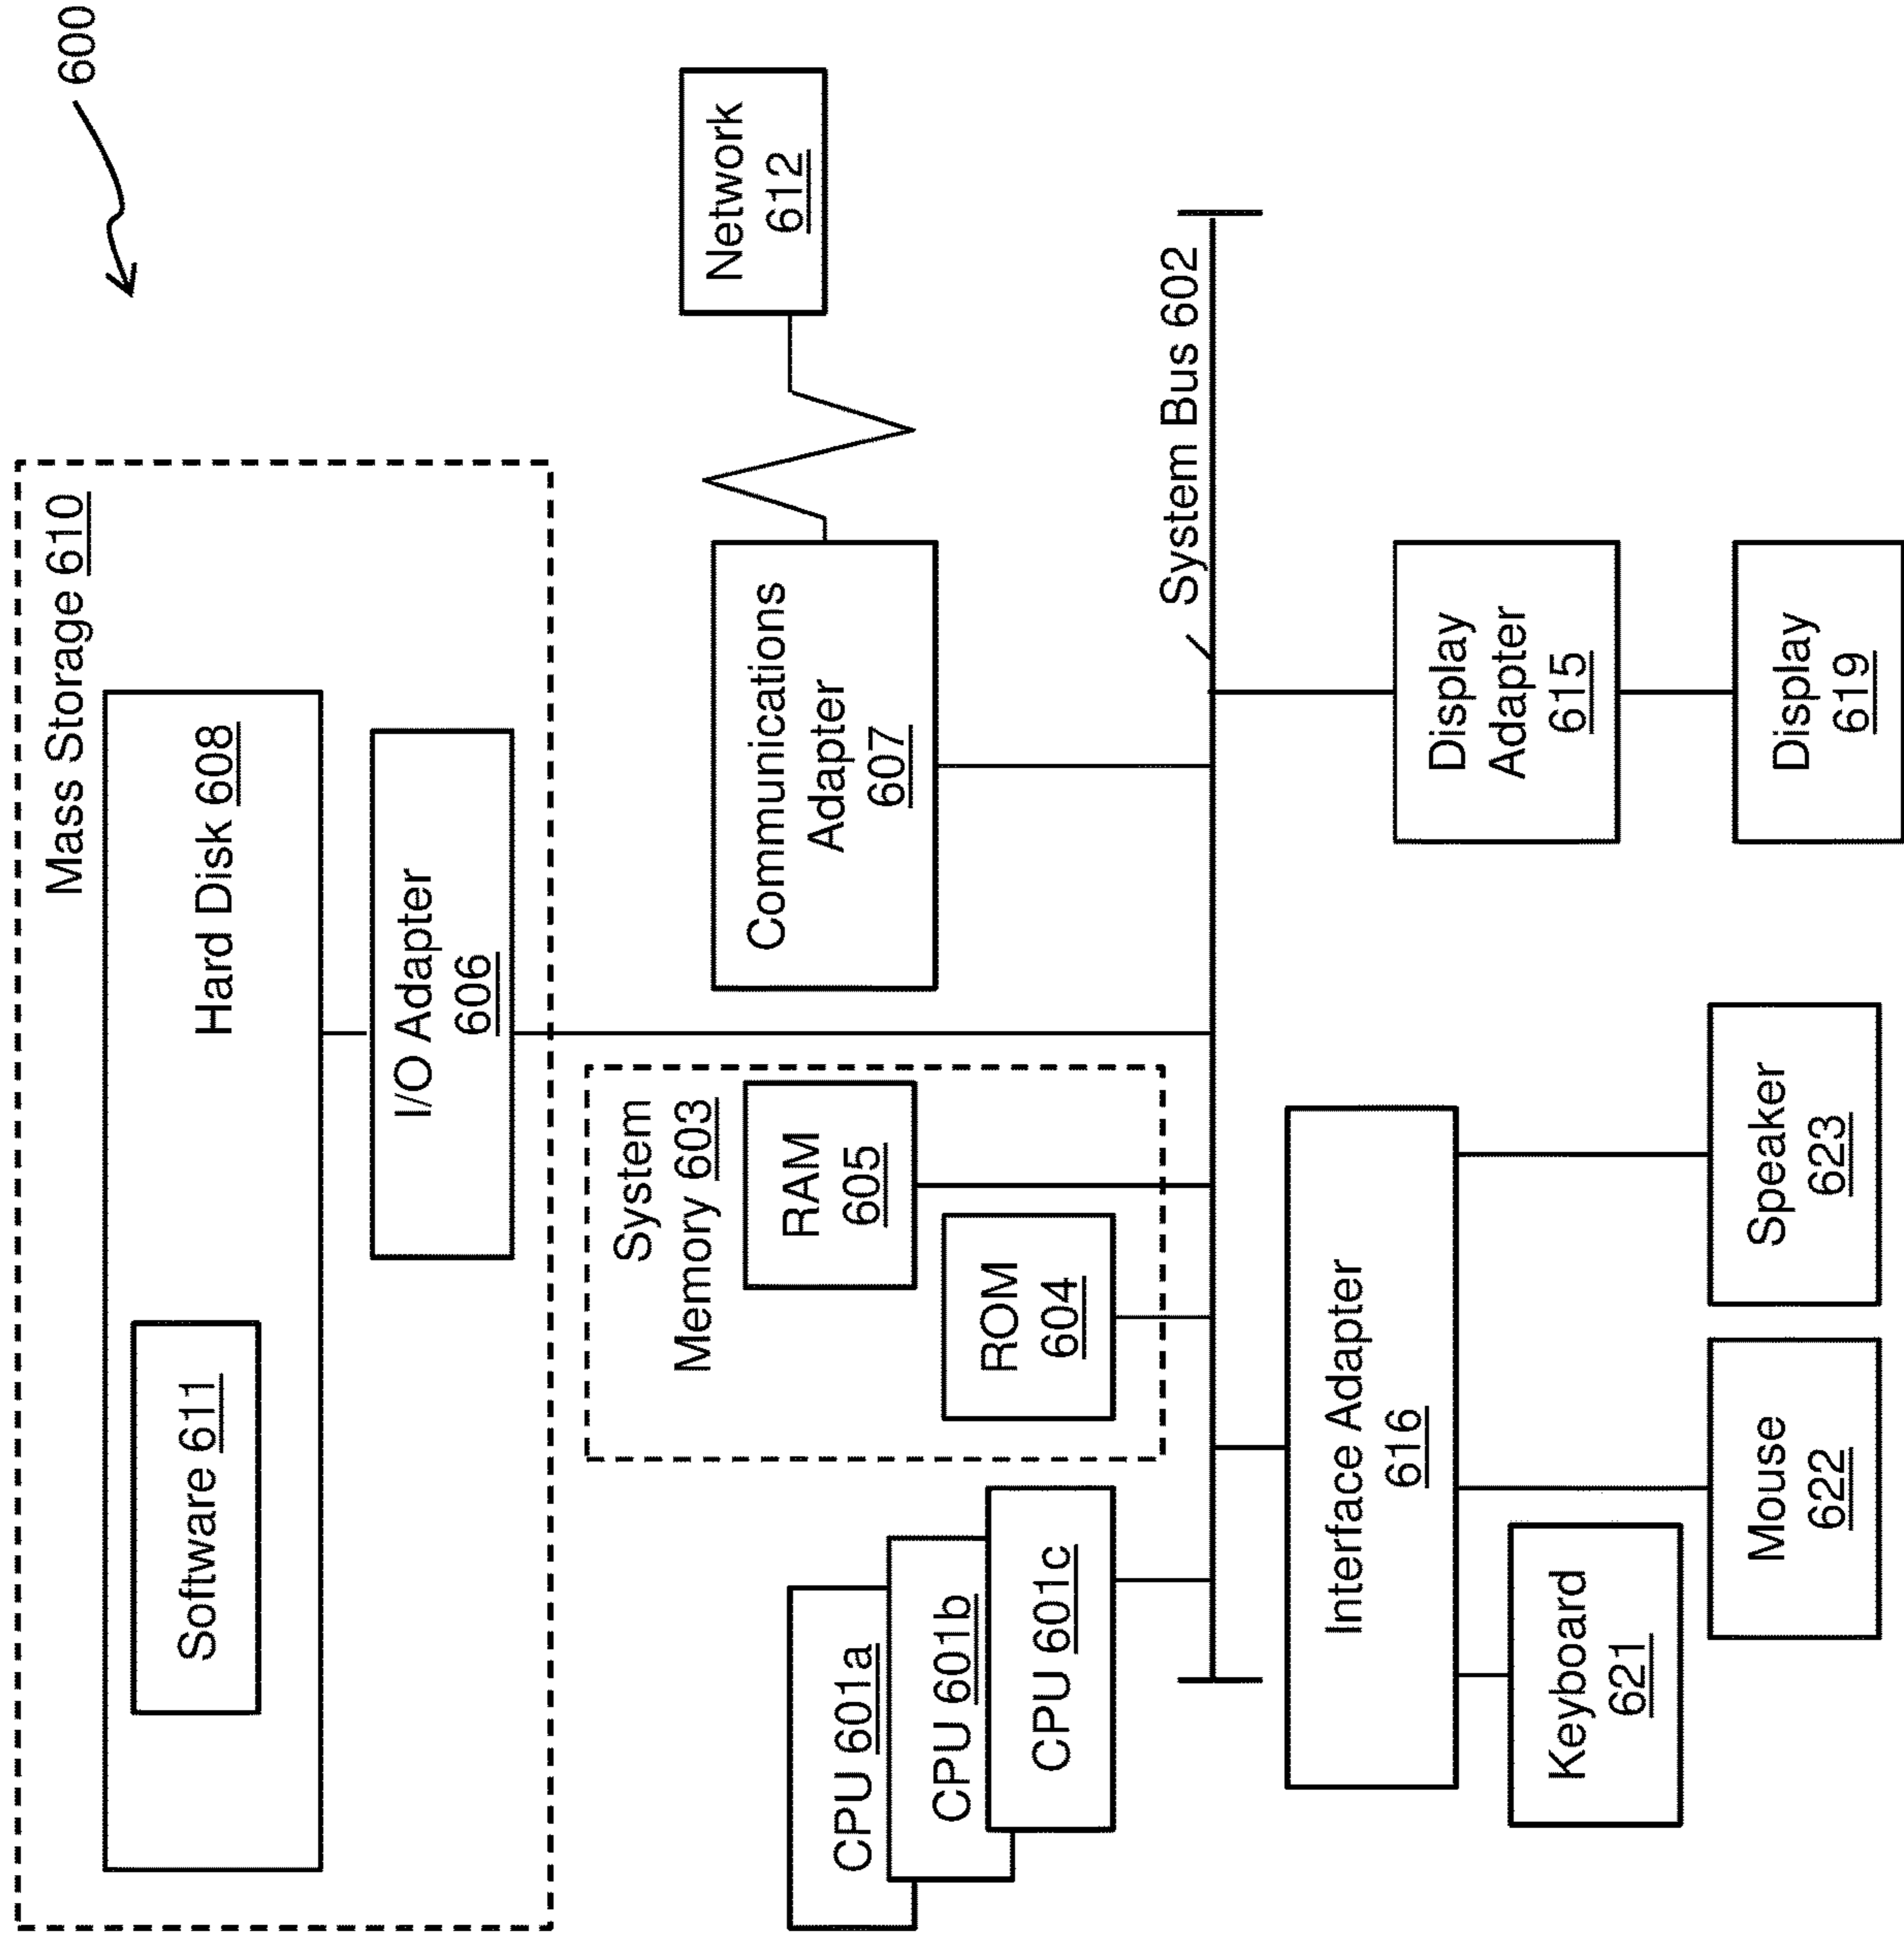 600
Mass Storage 610
Hard Disk 608
Software 611
I/O Adapter
606
System
Memory 603
RAM
605
ROM
604
CPU 601a
CPU 601b
CPU 601c
Communications
Adapter
607
Network
612
System Bus 602
Interface Adapter
616
Keyboard
621
Mouse
622
Speaker
623
Display
Adapter
615
Display
619